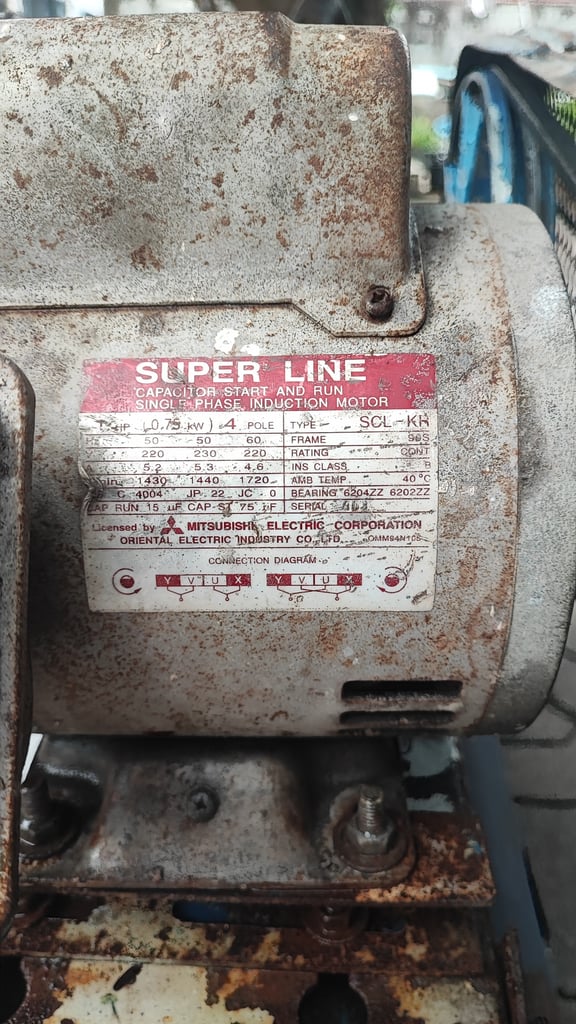 SUPER LINE
CAPACITOR START AND RUN
SINGLE PHASE INDUCTION MOTOR
(0.75 kW) 4 POLE TYPE SCL-KR
50 50 60 FRAME
220 230 220 RATING CONT
5.2 5.3 4.6 INS CLASS
1430 1440 1720 AMB TEMP 40°C
C 4004 JP 22 JC 0 BEARING 6204ZZ 6202ZZ
CAP RUN 15 µF CAP ST 75 µF SERIAL
Licensed by MITSUBISHI ELECTRIC CORPORATION
ORIENTAL ELECTRIC INDUSTRY CO., LTD.
CONNECTION DIAGRAM
Y V U X Y V U X